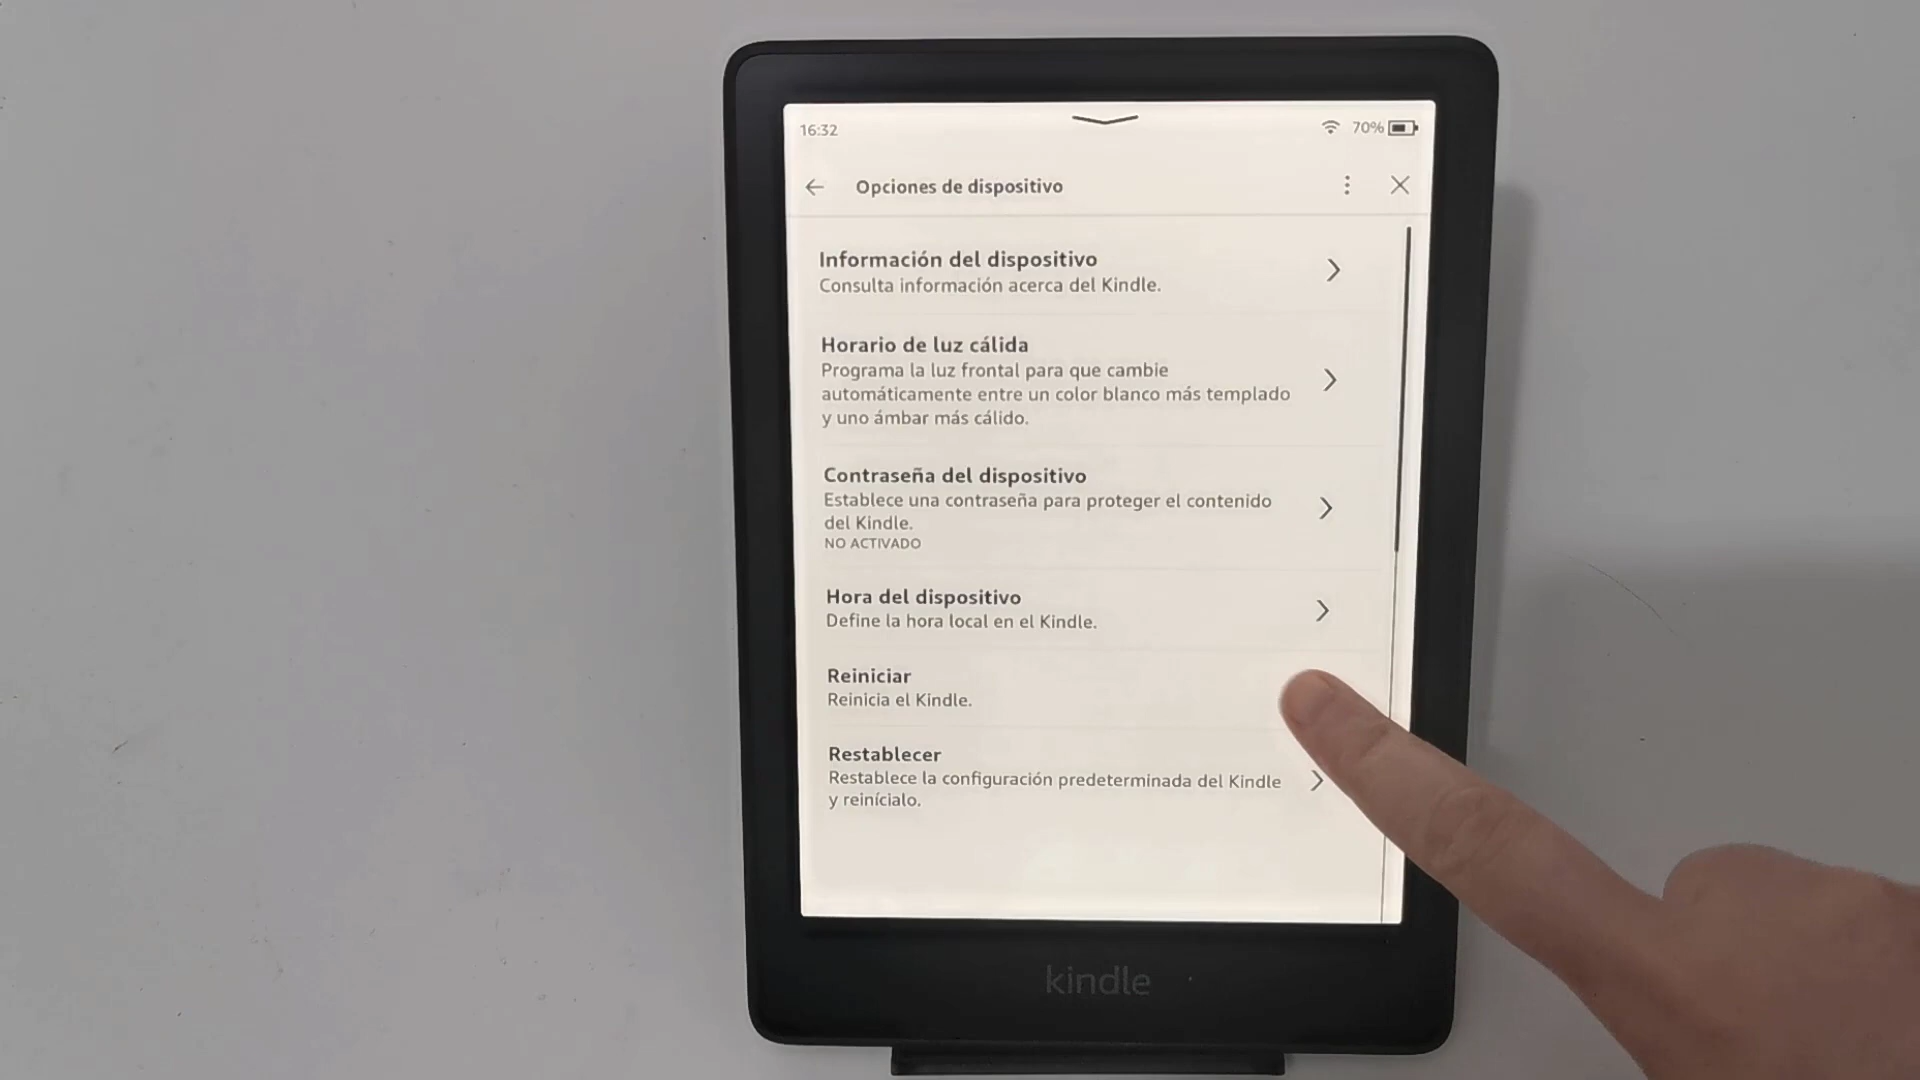 16:32
70%
Opciones de dispositivo
Información del dispositivo
Consulta información acerca del Kindle.
Horario de luz cálida
Programa la luz frontal para que cambie
automáticamente entre un color blanco más templado
y uno ámbar más cálido.
Contraseña del dispositivo
Establece una contraseña para proteger el contenido
del Kindle.
NO ACTIVADO
Hora del dispositivo
Define la hora local en el Kindle.
Reiniciar
Reinicia el Kindle.
Restablecer
Restablece la configuración predeterminada del Kindle
y reinícialo.
kindle